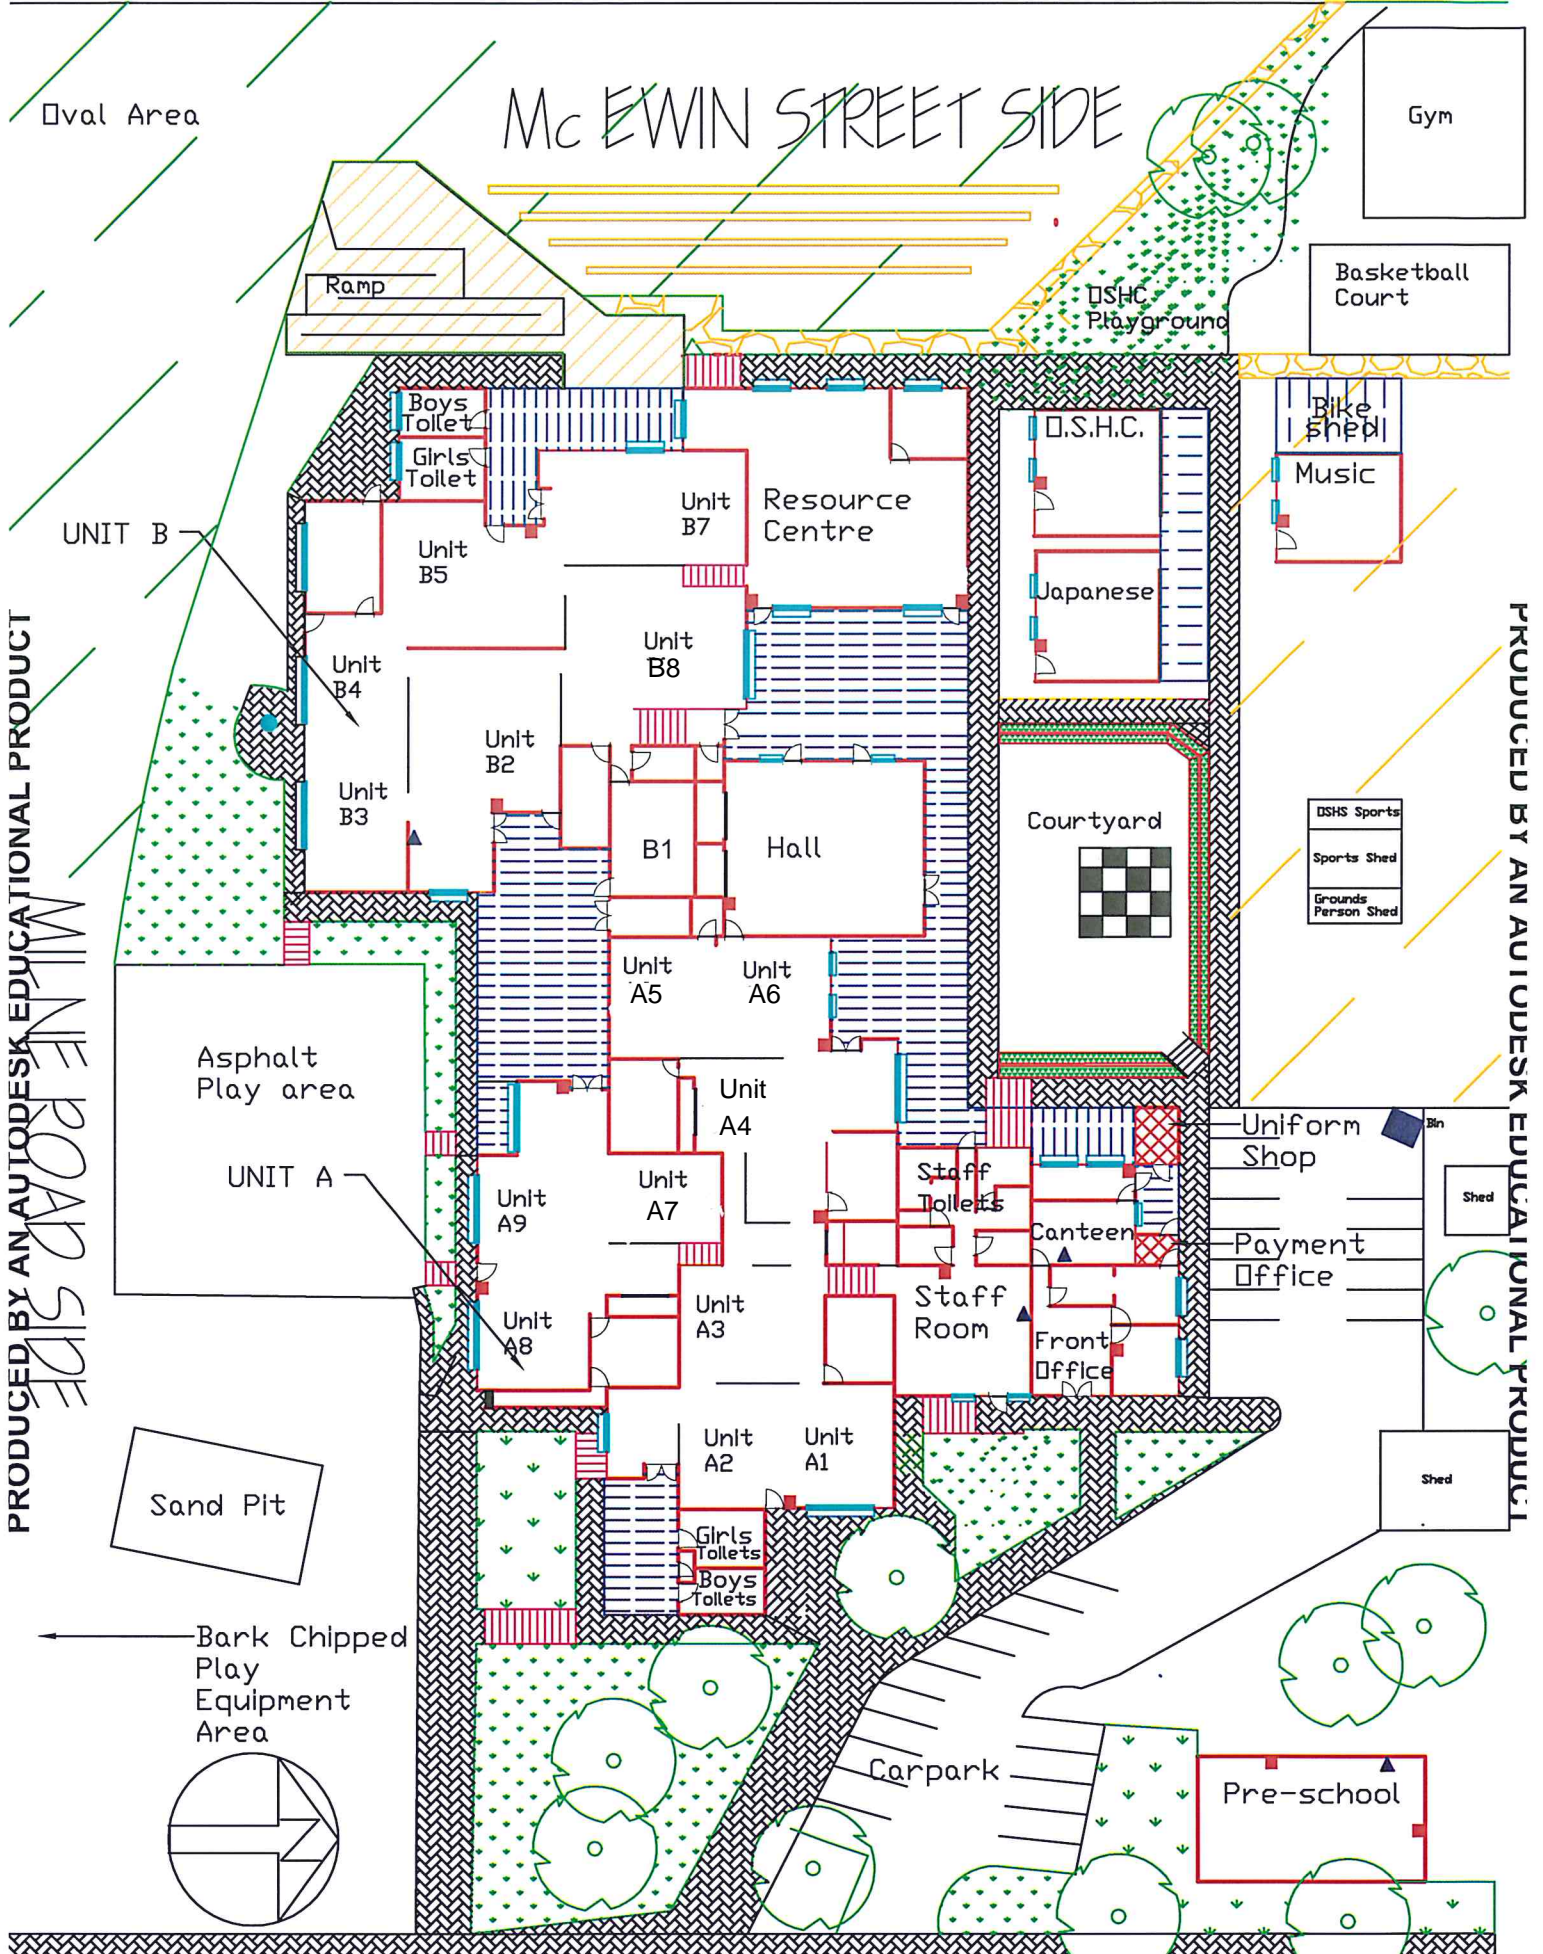 Oval Area
Mc EWIN STREET SIDE
Gym
Ramp
OSHC
Playground
Basketball
Court
Boys
Toilet
Girls
Toilet
O.S.H.C.
Bike
shed
Music
UNIT B
Unit
B5
Unit
B7
Resource
Centre
Japanese
Unit
B4
Unit
B8
Unit
B2
Unit
B3
B1
Hall
Courtyard
OSHS Sports
Sports Shed
Grounds
Person Shed
PRODUCED BY AN AUTODESK EDUCATIONAL PRODUCT
MILNE ROAD SIDE
PRODUCED BY AN AUTODESK EDUCATIONAL PRODUCT
Unit
A5
Unit
A6
Asphalt
Play area
Unit
A4
Uniform
Shop
Bin
UNIT A
Unit
A9
Unit
A7
Staff
Toilets
Canteen
Shed
Payment
Office
Unit
A8
Unit
A3
Staff
Room
Front
Office
Unit
A2
Unit
A1
Shed
Sand Pit
Girls
Toilets
Boys
Toilets
Bark Chipped
Play
Equipment
Area
Carpark
Pre-school
N